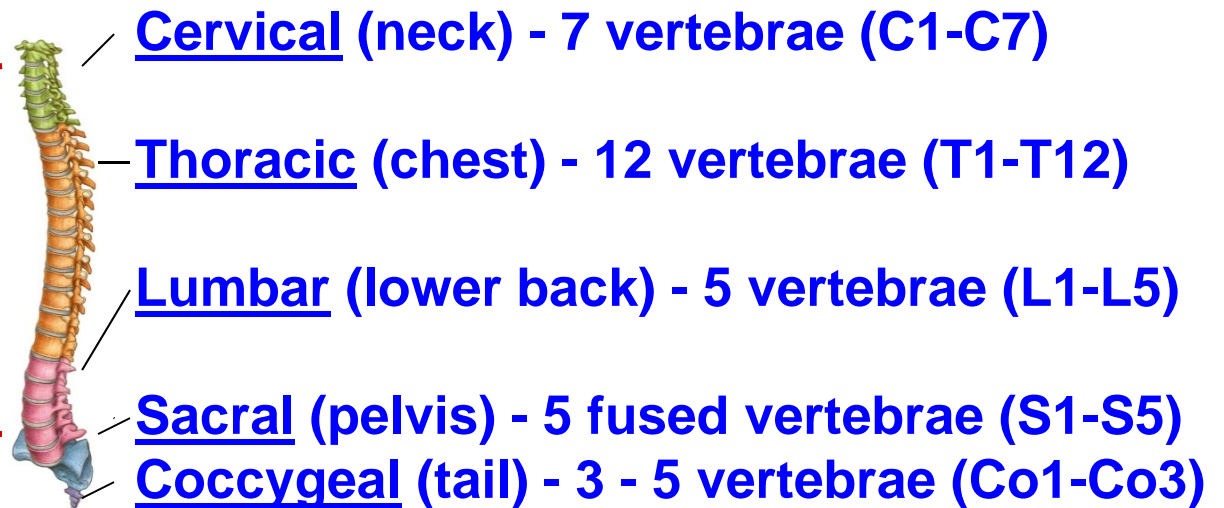 Cervical (neck) - 7 vertebrae (C1-C7)
Thoracic (chest) - 12 vertebrae (T1-T12)
Lumbar (lower back) - 5 vertebrae (L1-L5)
Sacral (pelvis) - 5 fused vertebrae (S1-S5)
Coccygeal (tail) - 3 - 5 vertebrae (Co1-Co3)